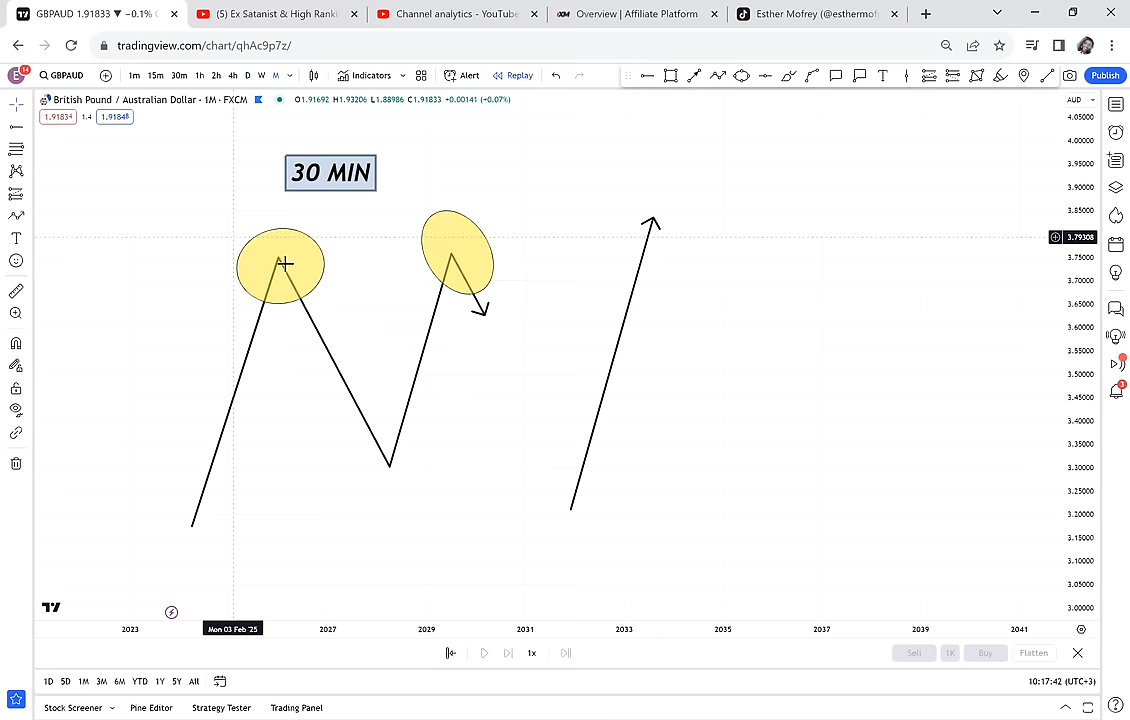 GBPAUD 1.91833 ▼ −0.1% 
(5) Ex Satanist & High Ranki
Channel analytics - YouTube
XM Overview | Affiliate Platform
Esther Mofrey (@esthermof
tradingview.com/chart/qhAc9p7z/
E 14 GBPAUD 1m 15m 30m 1h 2h 4h D W M Indicators Alert Replay T Publish
British Pound / Australian Dollar · 1M · FXCM O1.91692 H1.93206 L1.88986 C1.91833 +0.00141 (+0.07%) AUD
1.91834 1.4 1.91848
4.05000
4.00000
3.95000
30 MIN
3.90000
3.85000
3.79308
3.75000
3.70000
3.65000
3.60000
3.55000
3.50000
3.45000
3.40000
3.35000
3.30000
3.25000
3.20000
3.15000
3.10000
3.05000
3.00000
3
2023 Mon 03 Feb '25 2027 2029 2031 2033 2035 2037 2039 2041
1x Sell 1K Buy Flatten
1D 5D 1M 3M 6M YTD 1Y 5Y All 10:17:42 (UTC+3)
Stock Screener Pine Editor Strategy Tester Trading Panel